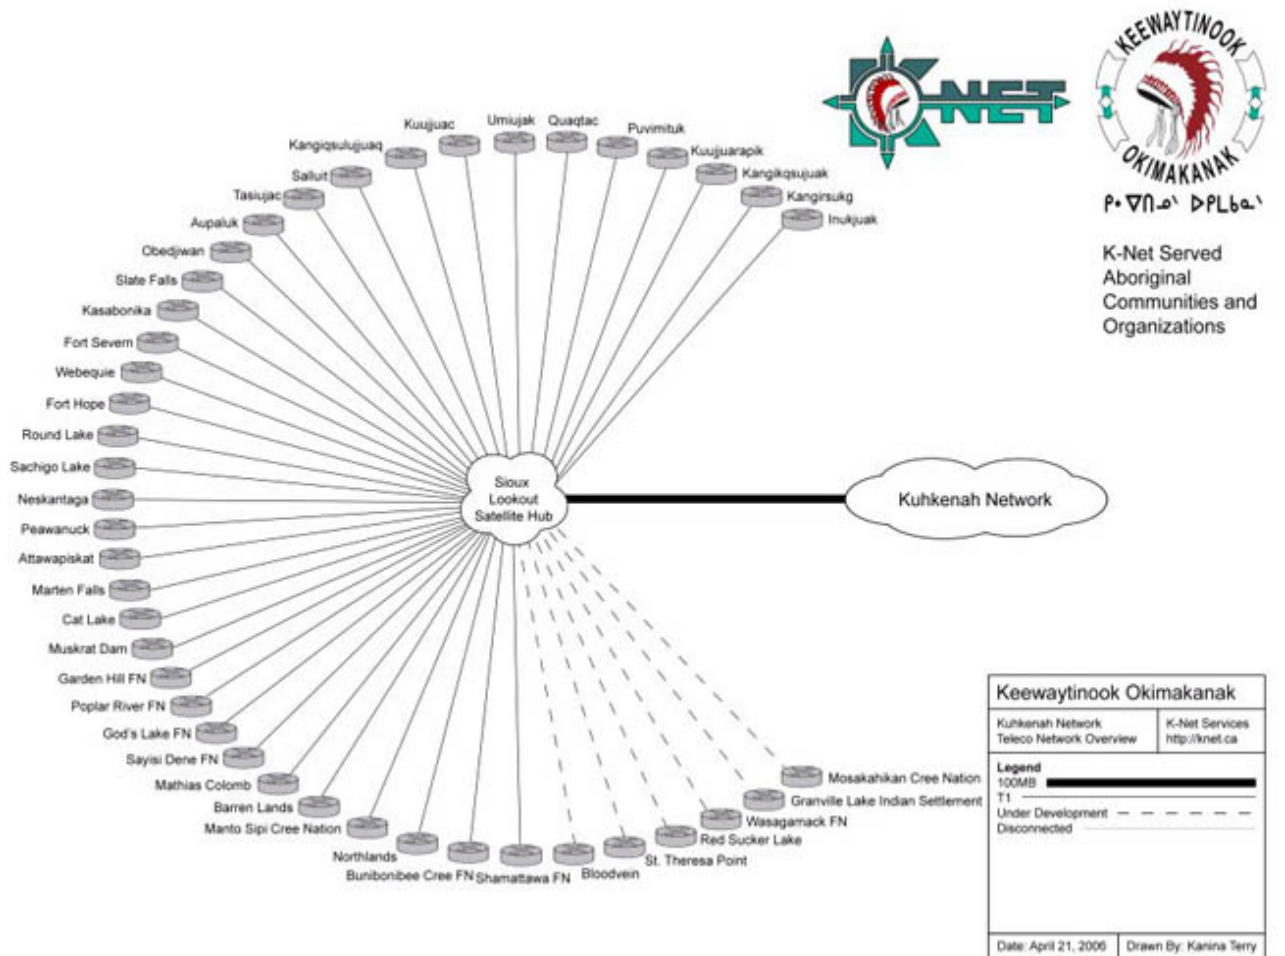 KEEWAYTINOOK
OKIMAKANAK
K-NET
ᑭᐧᐁᑎᓄᐠ ᐅᑭᒪᑲᓇᐠ
K-Net Served
Aboriginal
Communities and
Organizations
Umiujak
Quaqtac
Kuujjuac
Puvimituk
Kangiqsulujjuaq
Kuujjuarapik
Salluit
Kangikqsujuak
Tasiujac
Kangirsukg
Aupaluk
Inukjuak
Obedjiwan
Slate Falls
Kasabonika
Fort Severn
Webequie
Fort Hope
Round Lake
Sachigo Lake
Neskantaga
Peawanuck
Attawapiskat
Marten Falls
Cat Lake
Muskrat Dam
Garden Hill FN
Poplar River FN
God's Lake FN
Sayisi Dene FN
Mathias Colomb
Barren Lands
Manto Sipi Cree Nation
Northlands
Bunibonibee Cree FN
Shamattawa FN
Bloodvein
St. Theresa Point
Red Sucker Lake
Wasagamack FN
Granville Lake Indian Settlement
Mosakahikan Cree Nation
Sioux
Lookout
Satellite Hub
Kuhkenah Network
Keewaytinook Okimakanak
Kuhkenah Network
Teleco Network Overview
K-Net Services
http://knet.ca
Legend
100MB
T1
Under Development
Disconnected
Date: April 21, 2006
Drawn By: Kanina Terry